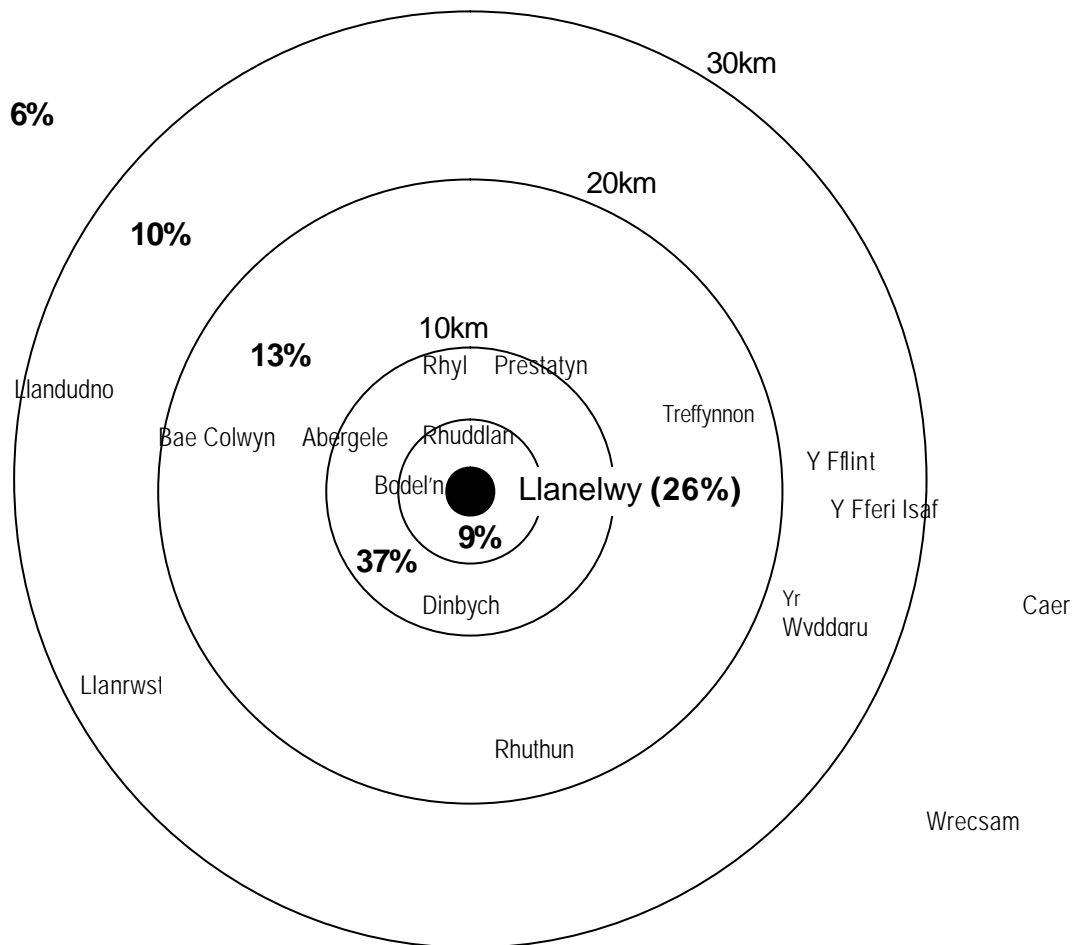 30km
6%
20km
10%
10km
13%
Rhyl Prestatyn
Llandudno
Treffynnon
Bae Colwyn Abergele Rhuddlan
Y Fflint
Bodel'n
Llanelwy (26%)
Y Fferi Isaf
9%
37%
Dinbych
Yr
Caer
Wyddgru
Llanrwst
Rhuthun
Wrecsam